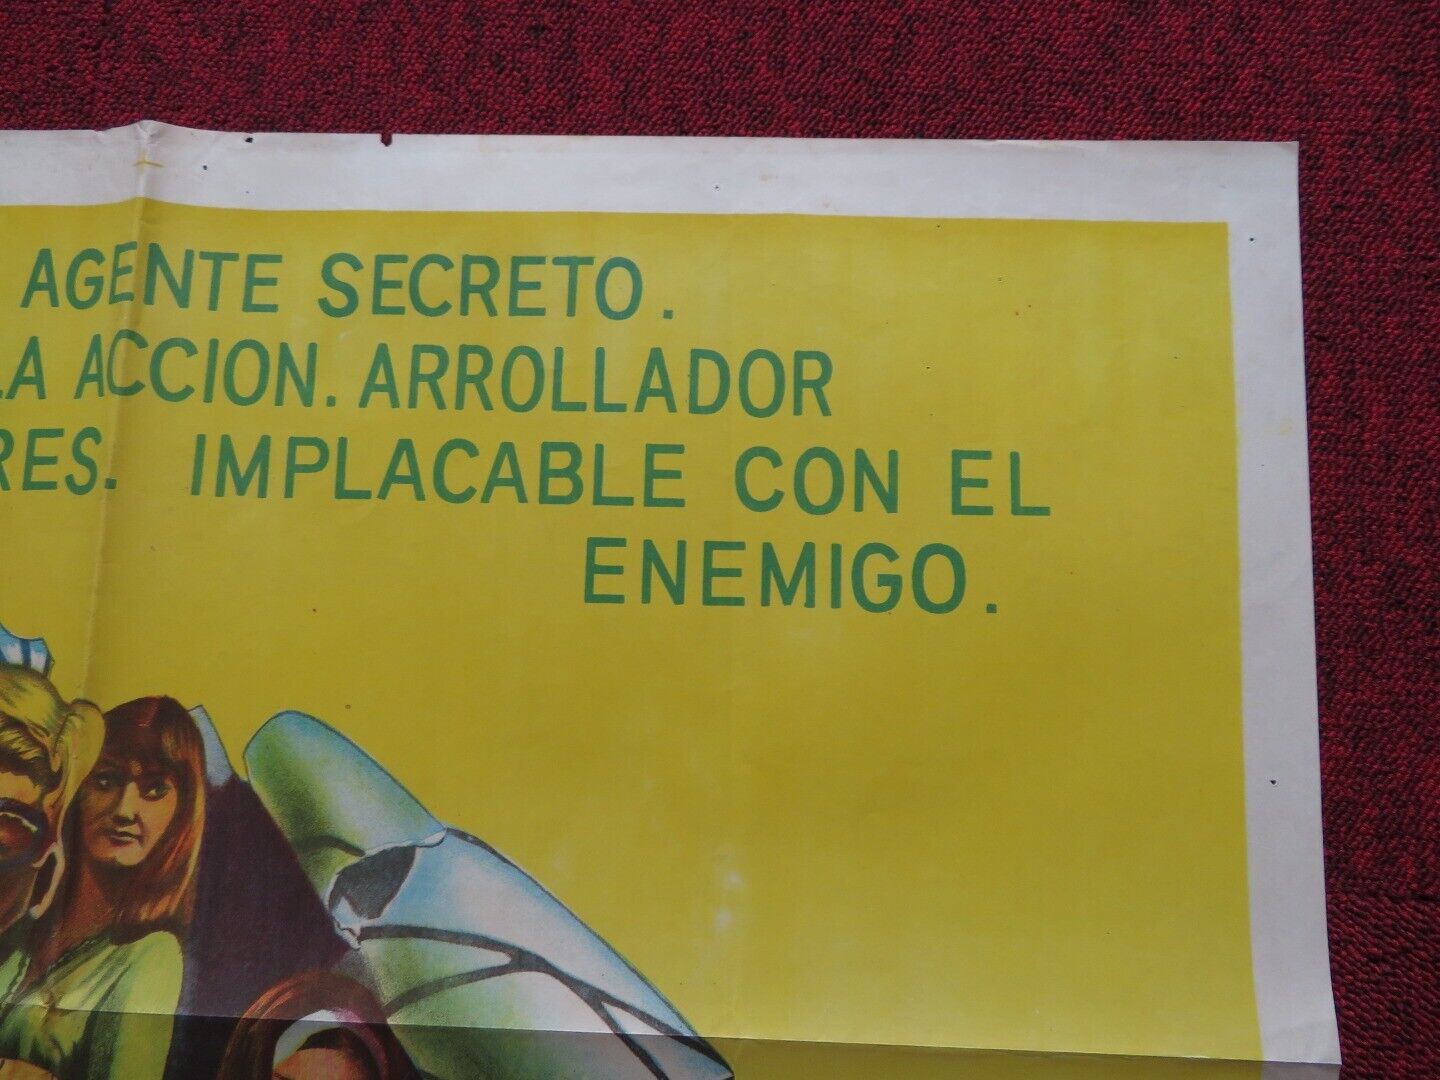 AGENTE SECRETO.
LA ACCION. ARROLLADOR
RES. IMPLACABLE CON EL
ENEMIGO.